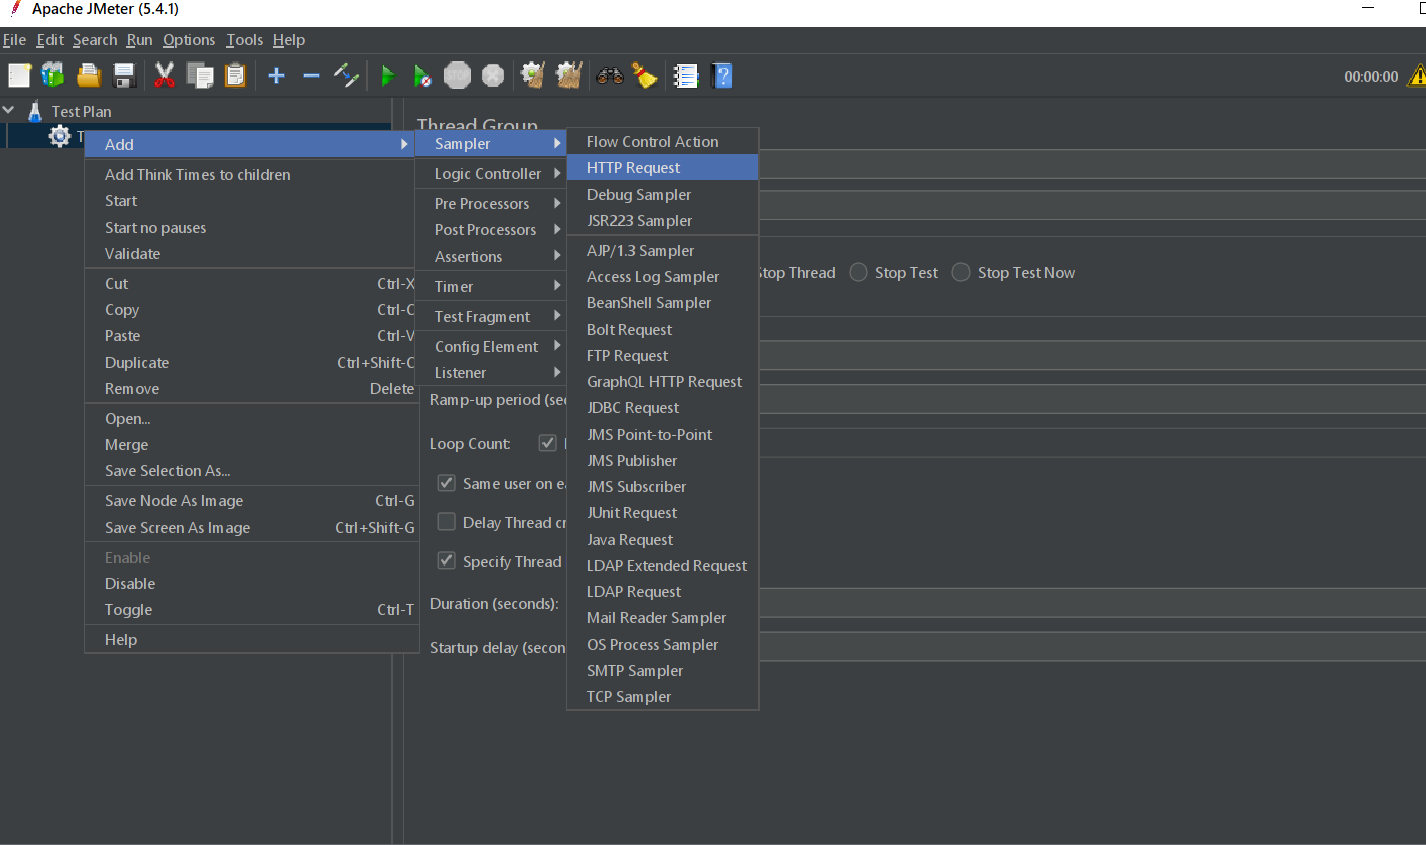 Apache JMeter (5.4.1)
File Edit Search Run Options Tools Help
00:00:00
Test Plan
T
Thread Group
Add
Add Think Times to children
Start
Start no pauses
Validate
Cut Ctrl-X
Copy Ctrl-C
Paste Ctrl-V
Duplicate Ctrl+Shift-C
Remove Delete
Open...
Merge
Save Selection As...
Save Node As Image Ctrl-G
Save Screen As Image Ctrl+Shift-G
Enable
Disable
Toggle Ctrl-T
Help
Sampler
Logic Controller
Pre Processors
Post Processors
Assertions
Timer
Test Fragment
Config Element
Listener
Flow Control Action
HTTP Request
Debug Sampler
JSR223 Sampler
AJP/1.3 Sampler
Access Log Sampler
BeanShell Sampler
Bolt Request
FTP Request
GraphQL HTTP Request
JDBC Request
JMS Point-to-Point
JMS Publisher
JMS Subscriber
JUnit Request
Java Request
LDAP Extended Request
LDAP Request
Mail Reader Sampler
OS Process Sampler
SMTP Sampler
TCP Sampler
Stop Thread Stop Test Stop Test Now
Ramp-up period (sec
Loop Count:
Same user on ea
Delay Thread cr
Specify Thread
Duration (seconds):
Startup delay (secon